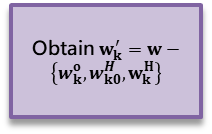 Obtain 𝐰′ₖ = 𝐰 −
{𝑤ₖᵒ, 𝑤ₖ₀ᴴ, 𝐰ₖᴴ}